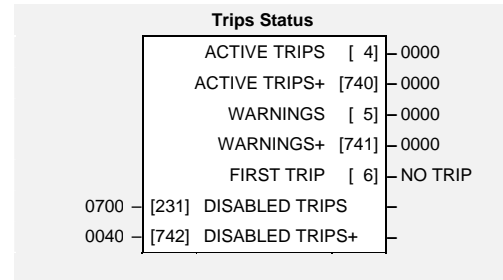 Trips Status
ACTIVE TRIPS [ 4] – 0000
ACTIVE TRIPS+ [740] – 0000
WARNINGS [ 5] – 0000
WARNINGS+ [741] – 0000
FIRST TRIP [ 6] – NO TRIP
0700 – [231] DISABLED TRIPS –
0040 – [742] DISABLED TRIPS+ –